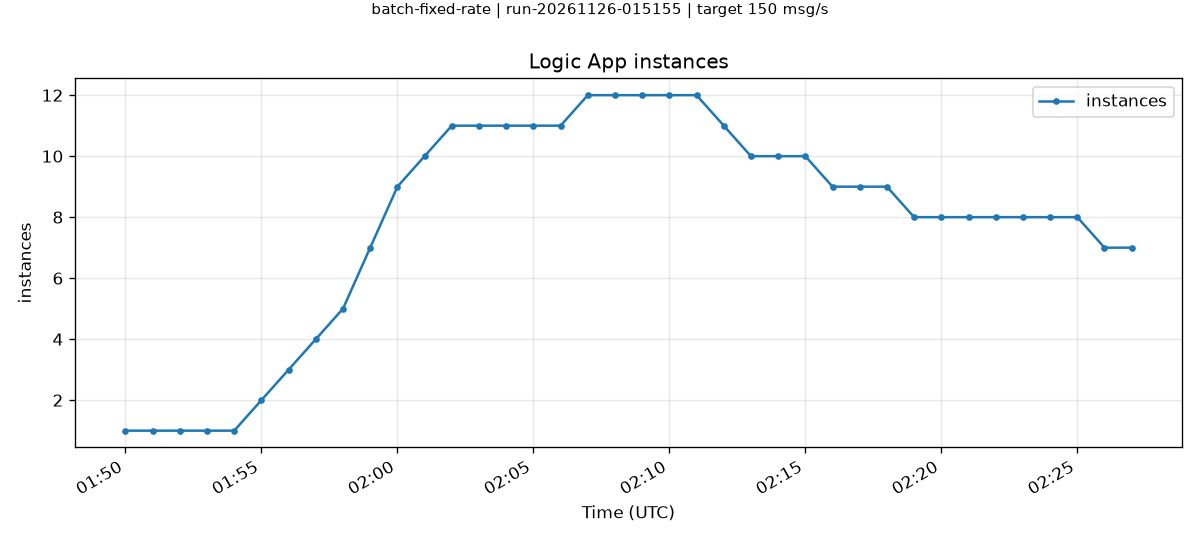 batch-fixed-rate | run-20261126-015155 | target 150 msg/s
Logic App instances
instances
12
10
8
6
4
2
instances
01:50
01:55
02:00
02:05
02:10
02:15
02:20
02:25
Time (UTC)